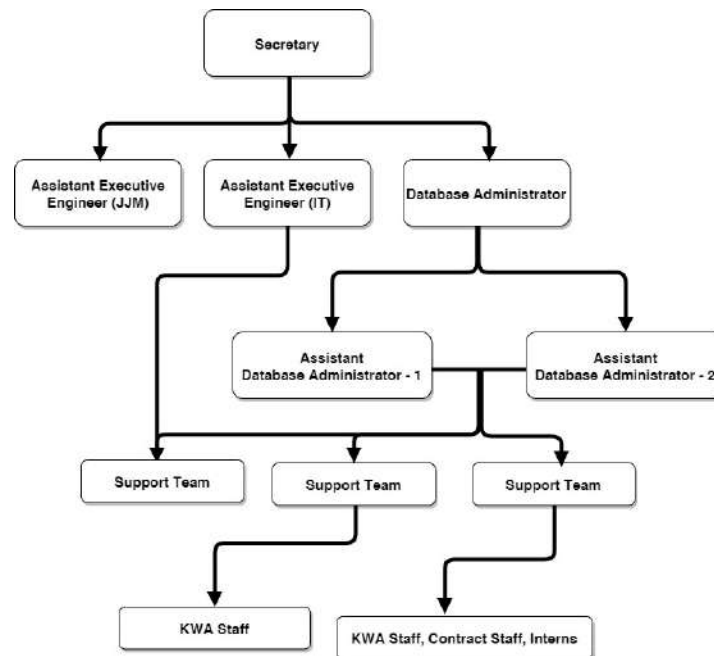 Secretary
Assistant Executive
Engineer (JJM)
Assistant Executive
Engineer (IT)
Database Administrator
Assistant
Database Administrator - 1
Assistant
Database Administrator - 2
Support Team
Support Team
Support Team
KWA Staff
KWA Staff, Contract Staff, Interns